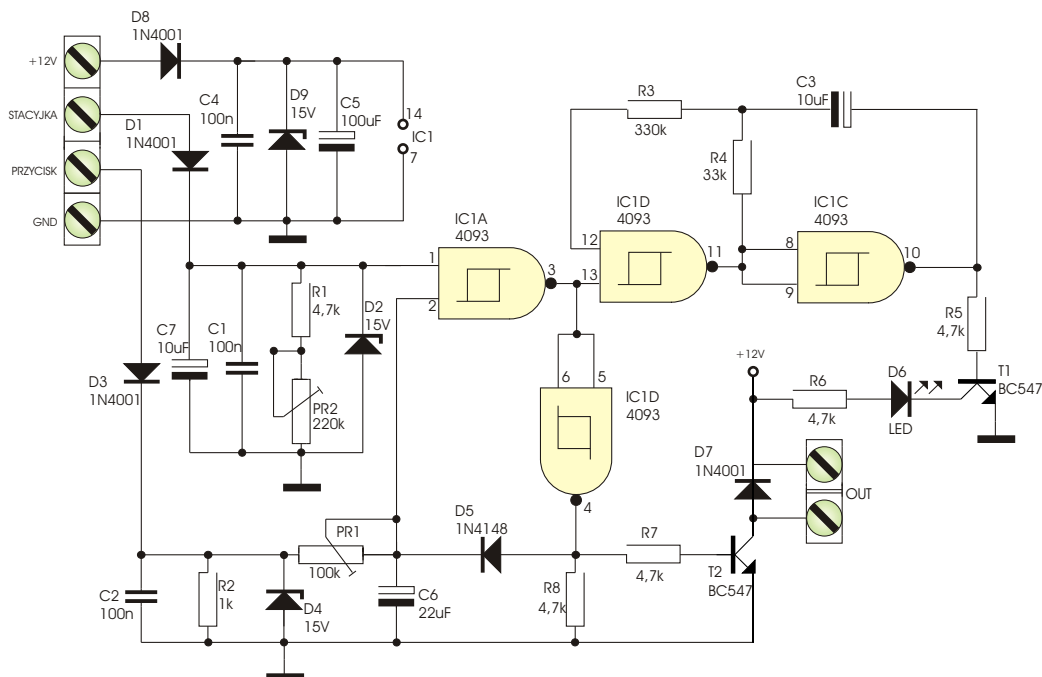 D8
1N4001
+12V
STACYJKA
D1
1N4001
PRZYCISK
GND
C4
100n
D9
15V
C5
100uF
14
IC1
7
R3
330k
C3
10uF
R4
33k
IC1A
4093
1
2
3
IC1D
4093
12
13
11
IC1C
4093
8
9
10
C7
10uF
C1
100n
R1
4,7k
D2
15V
PR2
220k
D3
1N4001
6
5
IC1D
4093
4
R5
4,7k
+12V
R6
4,7k
D6
LED
T1
BC547
D7
1N4001
OUT
PR1
100k
D5
1N4148
R7
4,7k
T2
BC547
C2
100n
R2
1k
D4
15V
C6
22uF
R8
4,7k